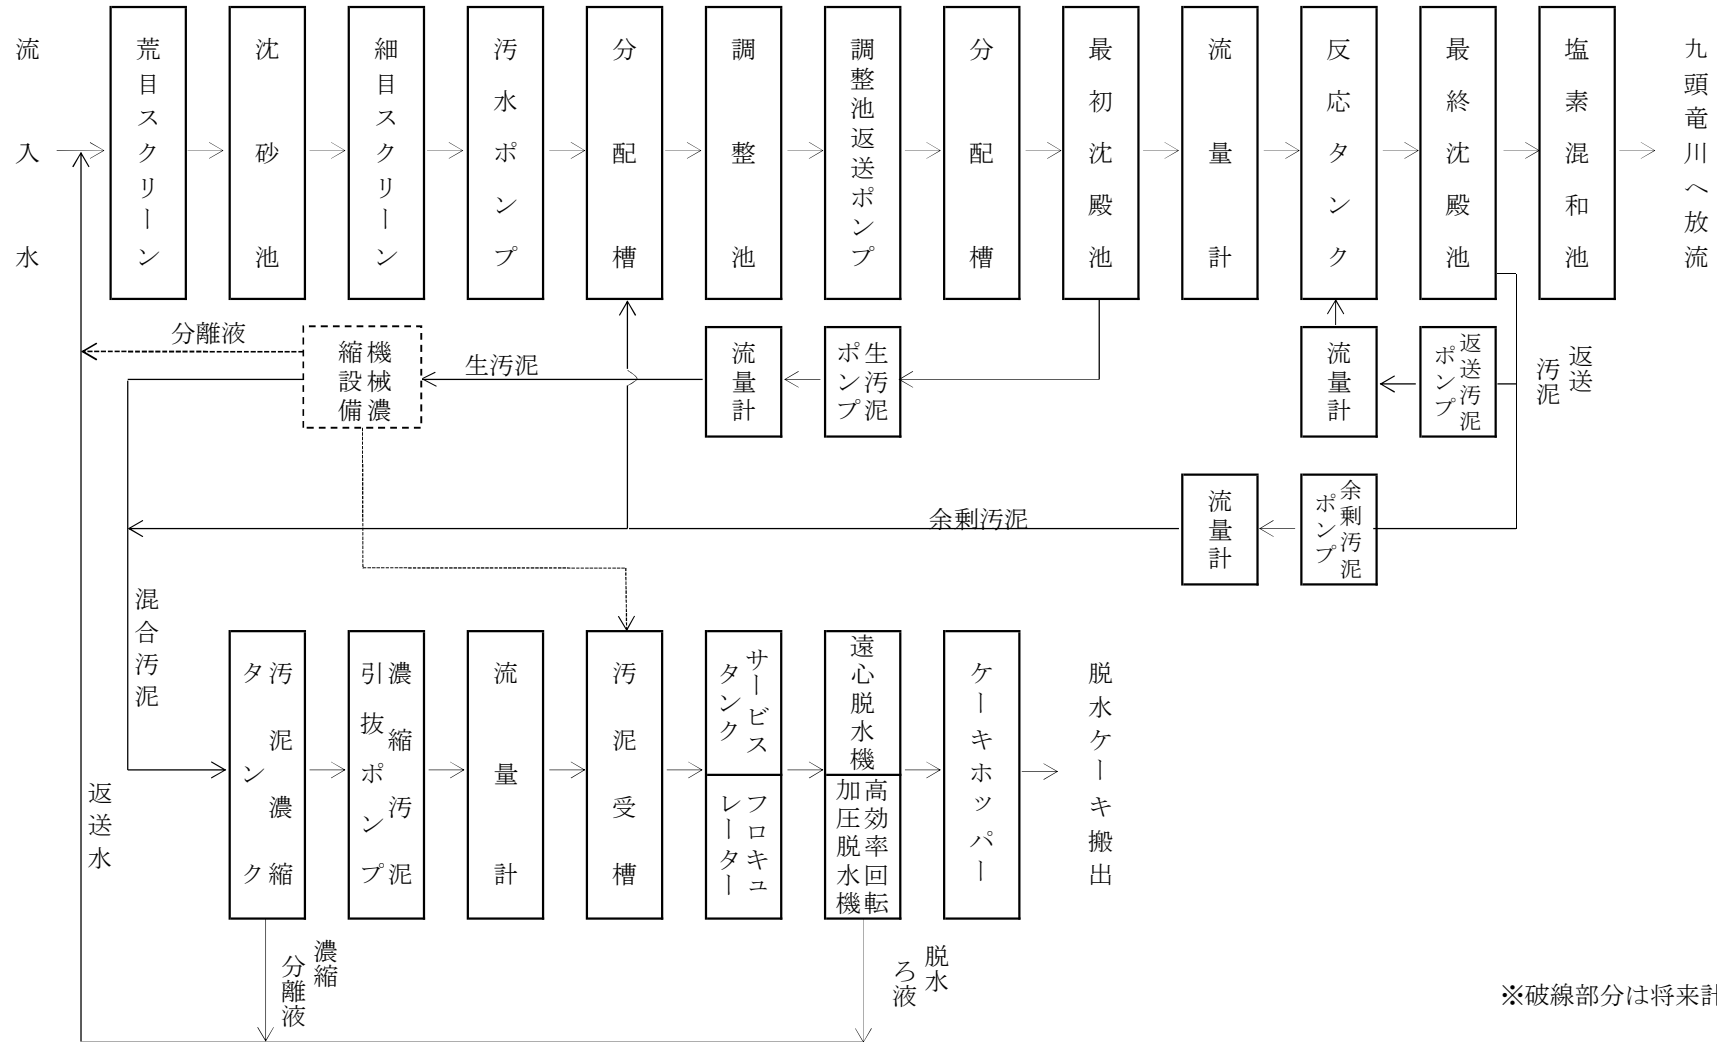 流入水
荒目スクリーン
沈砂池
細目スクリーン
汚水ポンプ
分配槽
調整池
調整池返送ポンプ
分配槽
最初沈殿池
流量計
反応タンク
最終沈殿池
塩素混和池
九頭竜川へ放流
分離液
機械濃
縮設備
生汚泥
流量計
生汚泥
ポンプ
流量計
返送汚泥
ポンプ
返送
汚泥
余剰汚泥
流量計
余剰汚泥
ポンプ
混合汚泥
返送水
汚泥濃縮
タンク
濃縮汚泥
引抜ポンプ
流量計
汚泥受槽
サービス
タンク
フロキュ
レーター
遠心脱水機
高効率回転
加圧脱水機
ケーキホッパー
脱水ケーキ搬出
濃縮
分離液
脱水
ろ液
※破線部分は将来計